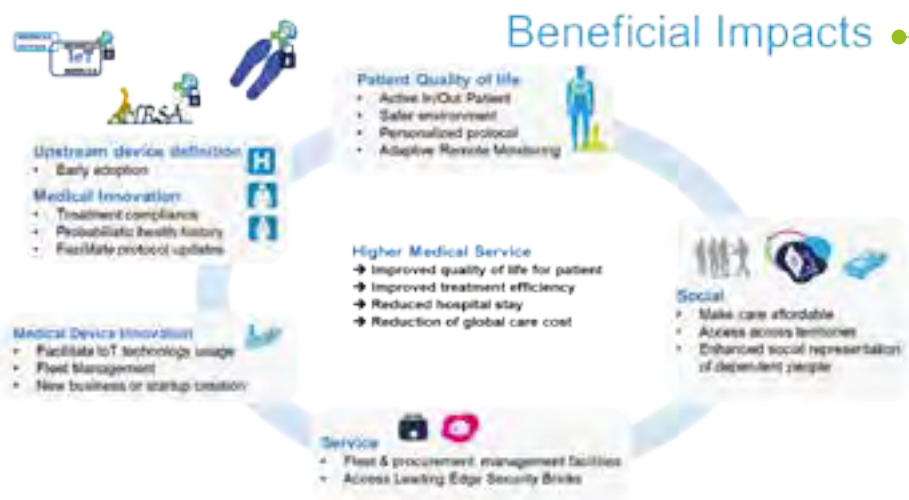 Beneficial Impacts
IoT
Patient Quality of life
• Active In/Out Patient
• Safer environment
• Personalized protocol
• Adaptive Remote Monitoring
Upstream device definition
• Early adoption
H
Medical Innovation
• Treatment compliance
• Probabilistic health history
• Facilitate protocol updates
Higher Medical Service
→ Improved quality of life for patient
→ Improved treatment efficiency
→ Reduced hospital stay
→ Reduction of global care cost
Social
• Make care affordable
• Access across territories
• Enhanced social representation
of dependent people
Medical Device Innovation
• Facilitate IoT technology usage
• Fleet Management
• New business or startup creation
Service
• Fleet & procurement management facilities
• Access Leading Edge Security Bricks